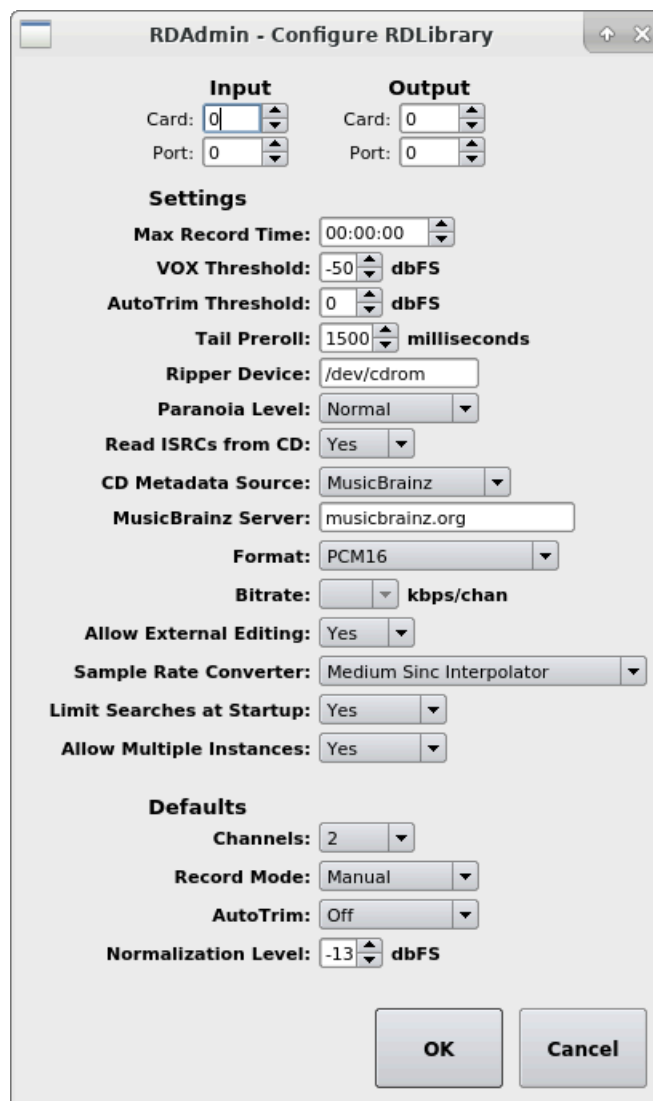 RDAdmin - Configure RDLibrary
Input Output
Card: 0 Card: 0
Port: 0 Port: 0
Settings
Max Record Time: 00:00:00
VOX Threshold: -50 dbFS
AutoTrim Threshold: 0 dbFS
Tail Preroll: 1500 milliseconds
Ripper Device: /dev/cdrom
Paranoia Level: Normal
Read ISRCs from CD: Yes
CD Metadata Source: MusicBrainz
MusicBrainz Server: musicbrainz.org
Format: PCM16
Bitrate: kbps/chan
Allow External Editing: Yes
Sample Rate Converter: Medium Sinc Interpolator
Limit Searches at Startup: Yes
Allow Multiple Instances: Yes
Defaults
Channels: 2
Record Mode: Manual
AutoTrim: Off
Normalization Level: -13 dbFS
OK Cancel